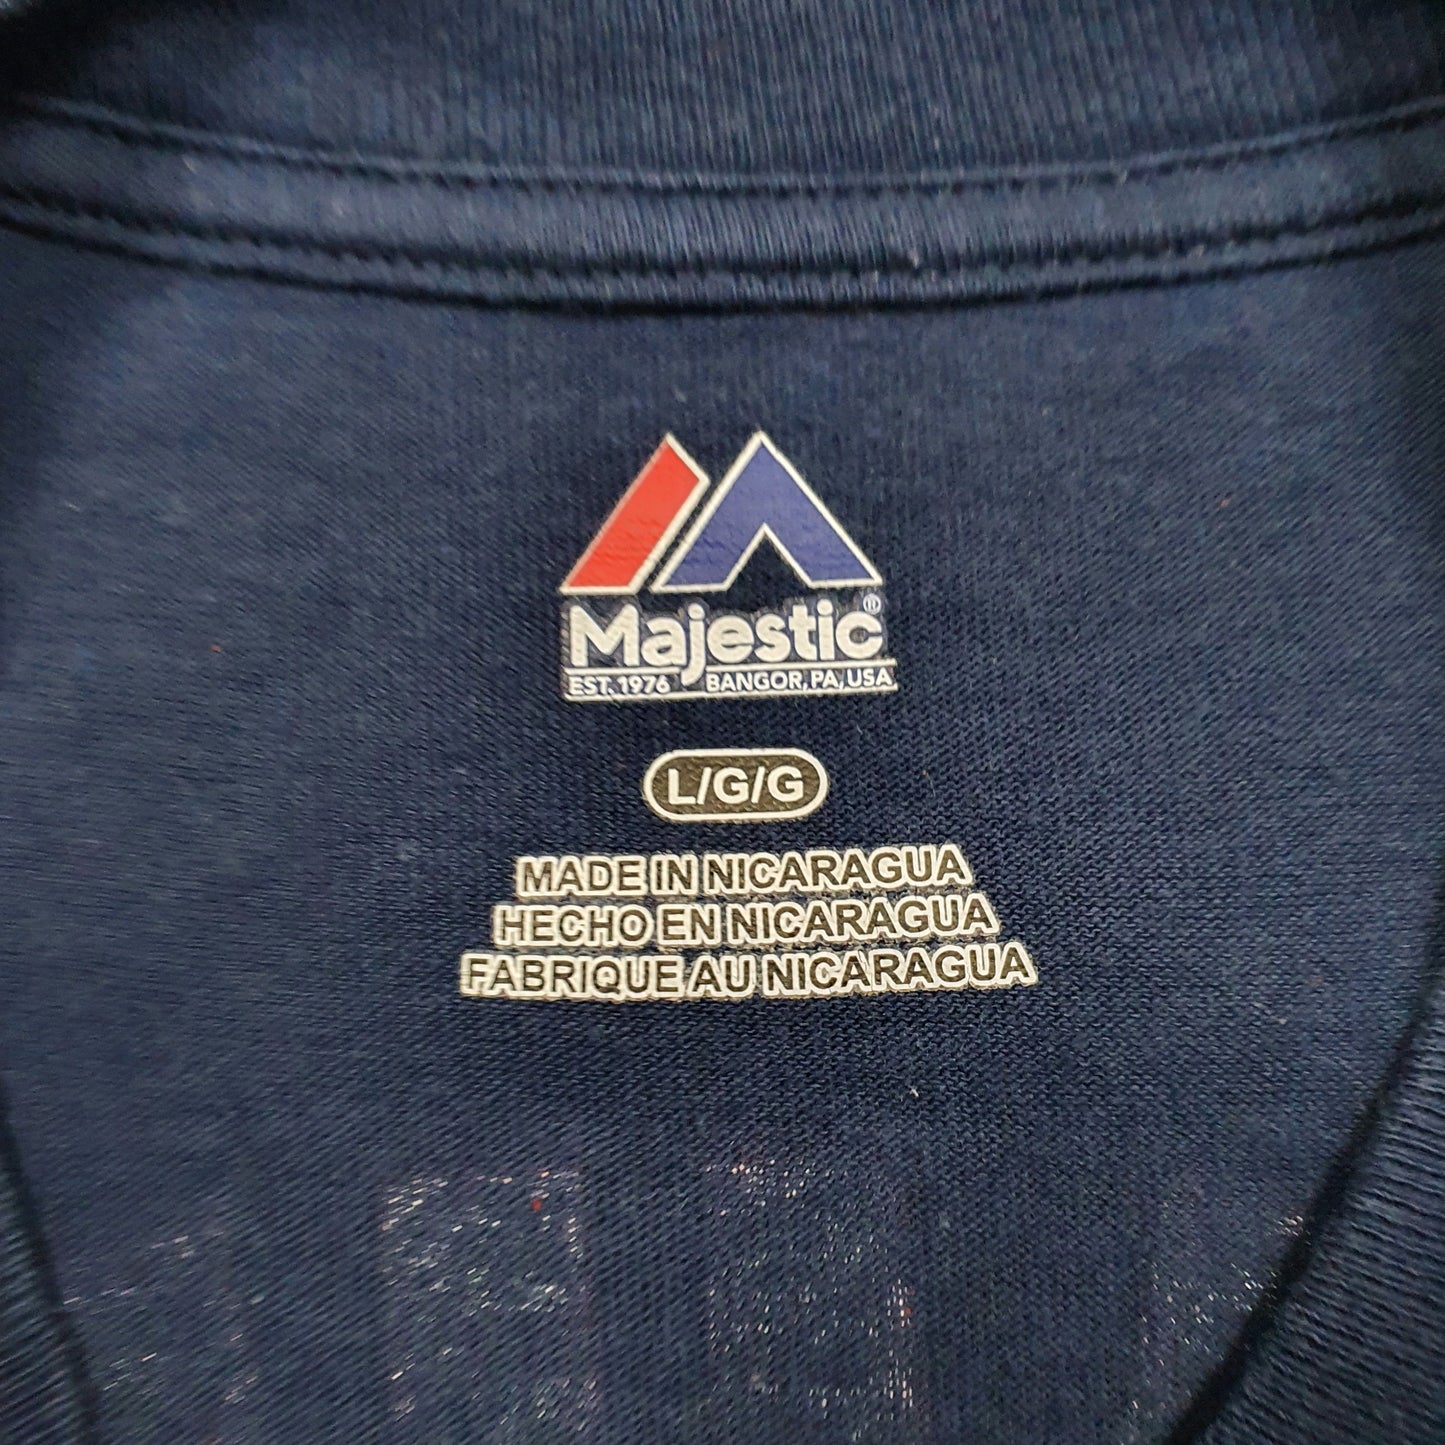 Majestic®
EST. 1976 BANGOR, PA, USA
L/G/G
MADE IN NICARAGUA
HECHO EN NICARAGUA
FABRIQUE AU NICARAGUA